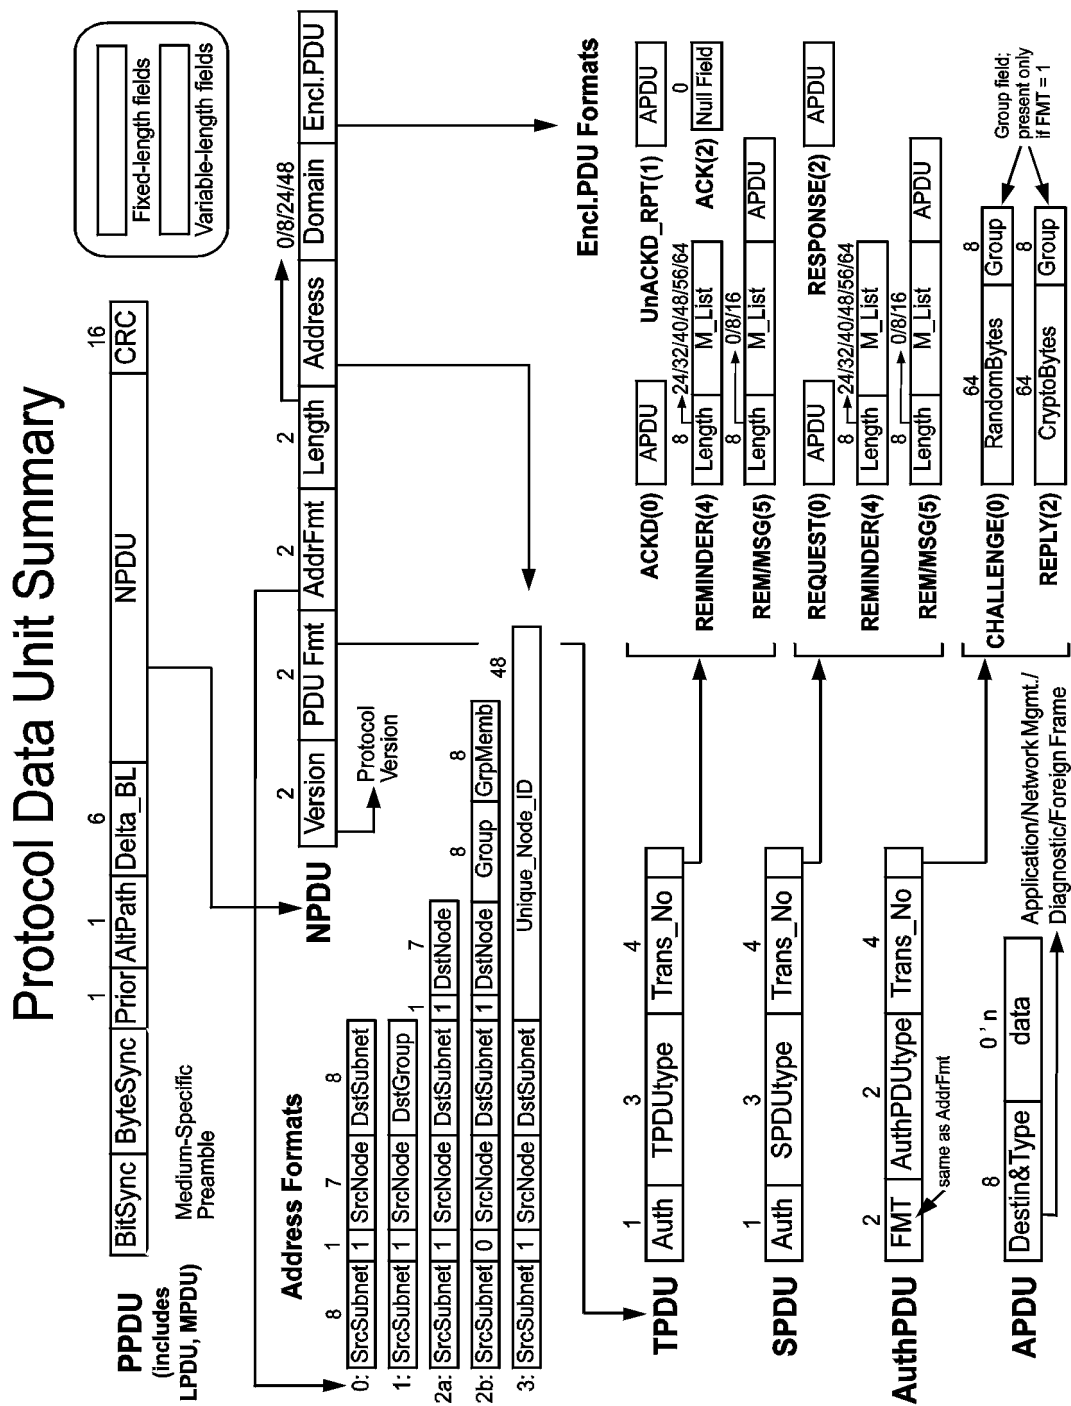 Protocol Data Unit Summary
Fixed-length fields
Variable-length fields
PPDU
(includes
LPDU, MPDU)
1 1 6 16
BitSync ByteSync Prior AltPath Delta_BL NPDU CRC
Medium-Specific
Preamble
NPDU
2 2 2 2 0/8/24/48
Version PDU Fmt AddrFmt Length Address Domain Encl.PDU
Protocol
Version
Address Formats
8 1 7 8
0: SrcSubnet 1 SrcNode DstSubnet
1: SrcSubnet 1 SrcNode DstGroup
1 7
2a: SrcSubnet 1 SrcNode DstSubnet 1 DstNode
8 8
2b: SrcSubnet 0 SrcNode DstSubnet 1 DstNode Group GrpMemb
48
3: SrcSubnet 1 SrcNode DstSubnet Unique_Node_ID
Encl.PDU Formats
TPDU
1 3 4
Auth TPDUtype Trans_No
ACKD(0) APDU
UnACKD_RPT(1) APDU
8 24/32/40/48/56/64
REMINDER(4) Length M_List
0
ACK(2) Null Field
8 0/8/16
REM/MSG(5) Length M_List APDU
SPDU
1 3 4
Auth SPDUtype Trans_No
REQUEST(0) APDU
RESPONSE(2) APDU
8 24/32/40/48/56/64
REMINDER(4) Length M_List
8 0/8/16
REM/MSG(5) Length M_List APDU
AuthPDU
2 2 4
FMT AuthPDUtype Trans_No
same as AddrFmt
64 8
CHALLENGE(0) RandomBytes Group
64 8
REPLY(2) CryptoBytes Group
Group field;
present only
if FMT = 1
APDU
8 0 ' n
Destin&Type data
Application/Network Mgmt./
Diagnostic/Foreign Frame